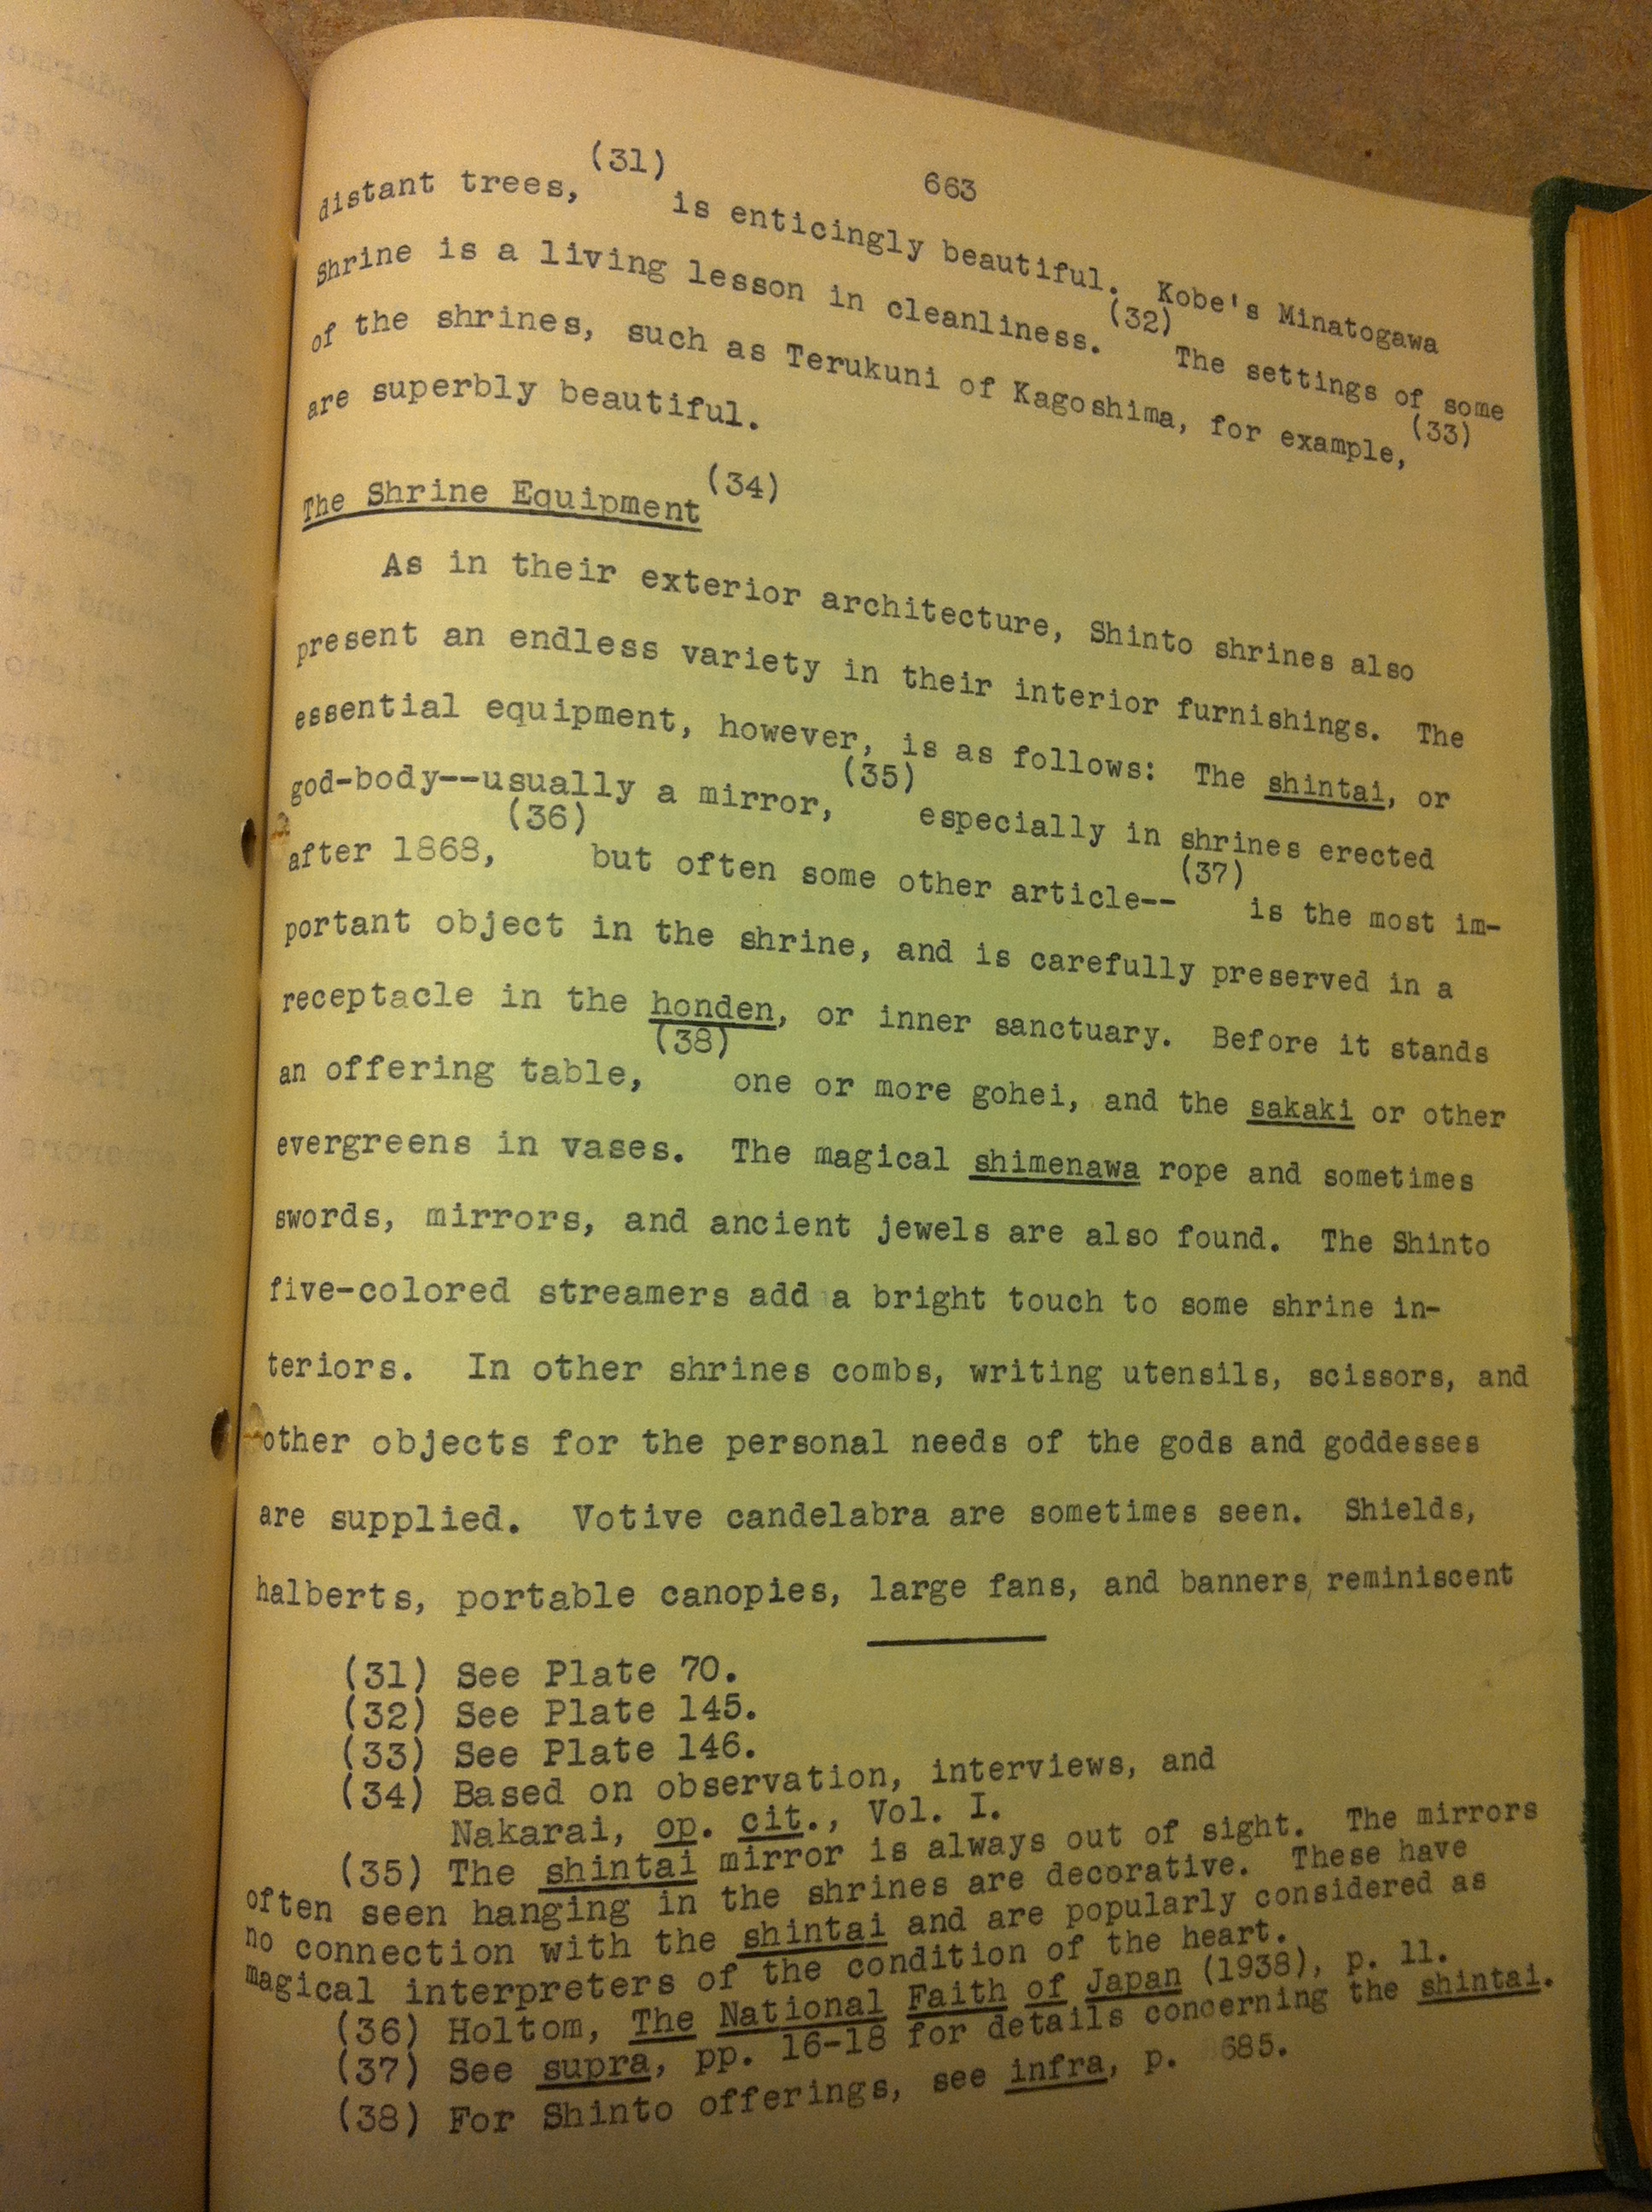 663
distant trees,(31) is enticingly beautiful. Kobe's Minatogawa
Shrine is a living lesson in cleanliness.(32) The settings of some
of the shrines, such as Terukuni of Kagoshima, for example,(33)
are superbly beautiful.
The Shrine Equipment(34)
As in their exterior architecture, Shinto shrines also
present an endless variety in their interior furnishings. The
essential equipment, however, is as follows: The shintai, or
god-body--usually a mirror,(35) especially in shrines erected
after 1868,(36) but often some other article--(37) is the most im-
portant object in the shrine, and is carefully preserved in a
receptacle in the honden, or inner sanctuary. Before it stands
an offering table,(38) one or more gohei, and the sakaki or other
evergreens in vases. The magical shimenawa rope and sometimes
swords, mirrors, and ancient jewels are also found. The Shinto
five-colored streamers add a bright touch to some shrine in-
teriors. In other shrines combs, writing utensils, scissors, and
other objects for the personal needs of the gods and goddesses
are supplied. Votive candelabra are sometimes seen. Shields,
halberts, portable canopies, large fans, and banners, reminiscent
(31) See Plate 70.
(32) See Plate 145.
(33) See Plate 146.
(34) Based on observation, interviews, and
Nakarai, op. cit., Vol. I.
(35) The shintai mirror is always out of sight. The mirrors
often seen hanging in the shrines are decorative. These have
no connection with the shintai and are popularly considered as
magical interpreters of the condition of the heart.
(36) Holtom, The National Faith of Japan (1938), p. 11.
(37) See supra, pp. 16-18 for details concerning the shintai.
(38) For Shinto offerings, see infra, p. 685.